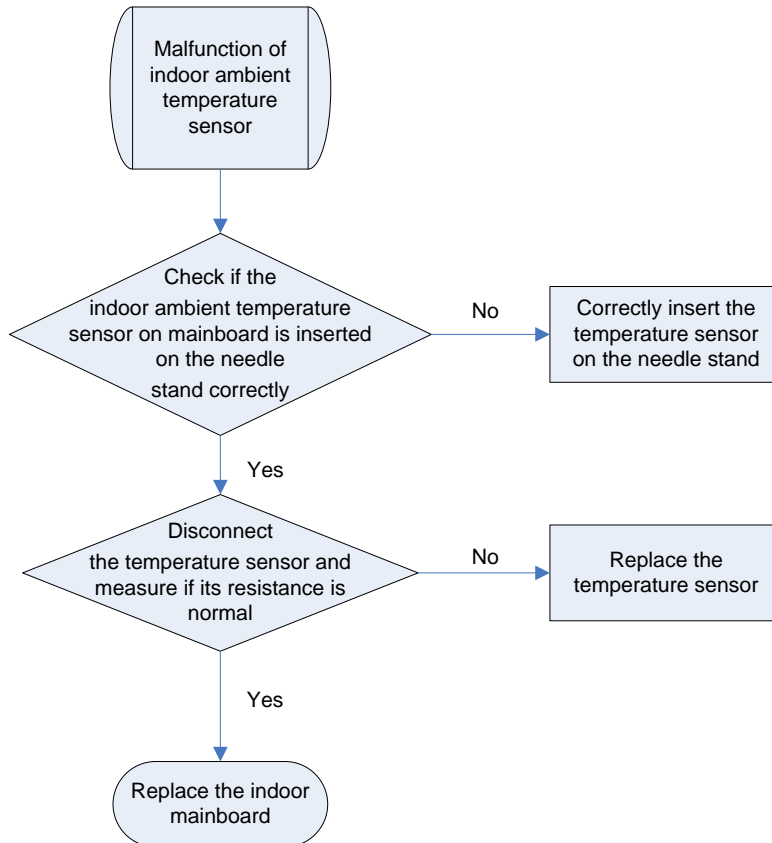 Malfunction of
indoor ambient
temperature
sensor
Check if the
indoor ambient temperature
sensor on mainboard is inserted
on the needle
stand correctly
No
Correctly insert the
temperature sensor
on the needle stand
Yes
Disconnect
the temperature sensor and
measure if its resistance is
normal
No
Replace the
temperature sensor
Yes
Replace the indoor
mainboard